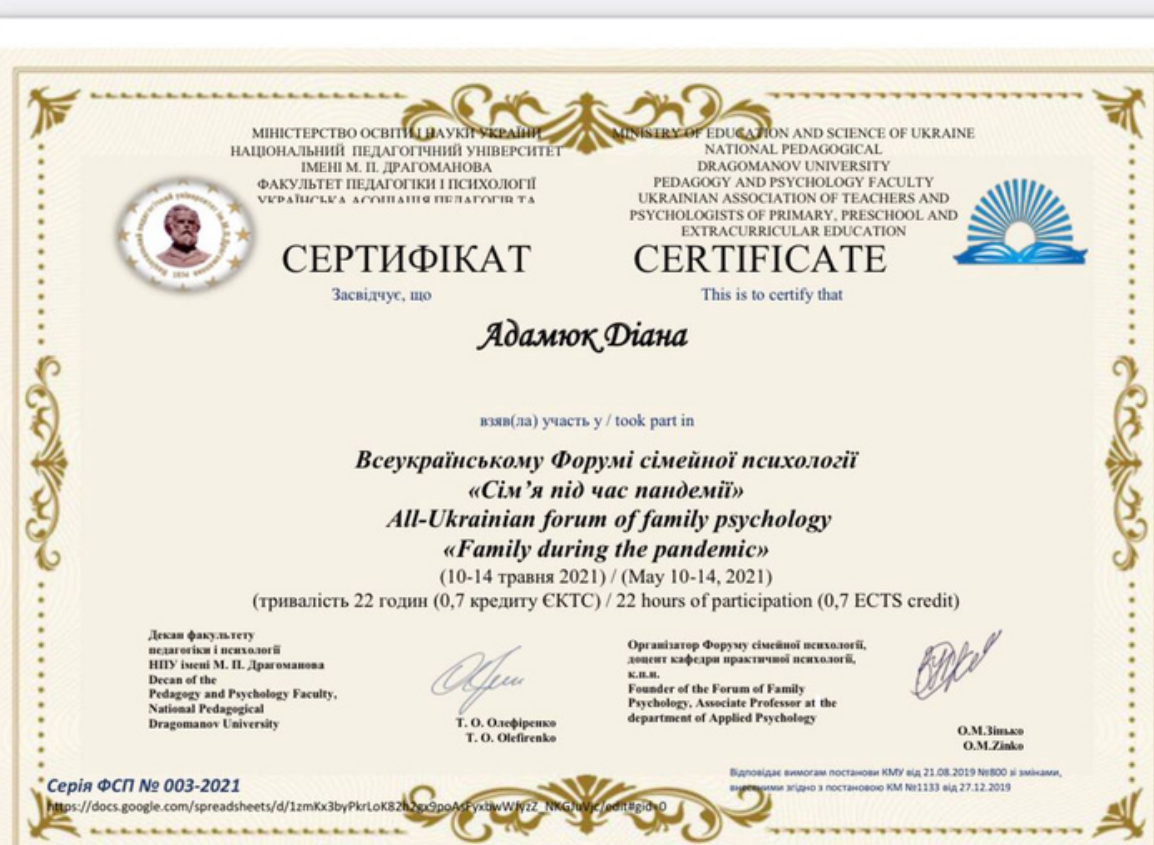 МІНІСТЕРСТВО ОСВІТИ І НАУКИ УКРАЇНИ
НАЦІОНАЛЬНИЙ ПЕДАГОГІЧНИЙ УНІВЕРСИТЕТ
ІМЕНІ М. П. ДРАГОМАНОВА
ФАКУЛЬТЕТ ПЕДАГОГІКИ І ПСИХОЛОГІЇ
УКРАЇНСЬКА АСОЦІАЦІЯ ПЕДАГОГІВ ТА
MINISTRY OF EDUCATION AND SCIENCE OF UKRAINE
NATIONAL PEDAGOGICAL
DRAGOMANOV UNIVERSITY
PEDAGOGY AND PSYCHOLOGY FACULTY
UKRAINIAN ASSOCIATION OF TEACHERS AND
PSYCHOLOGISTS OF PRIMARY, PRESCHOOL AND
EXTRACURRICULAR EDUCATION
СЕРТИФІКАТ
CERTIFICATE
Засвідчує, що
This is to certify that
Адамюк Діана
взяв(ла) участь у / took part in
Всеукраїнському Форумі сімейної психології
«Сім’я під час пандемії»
All-Ukrainian forum of family psychology
«Family during the pandemic»
(10-14 травня 2021) / (May 10-14, 2021)
(тривалість 22 годин (0,7 кредиту ЄКТС) / 22 hours of participation (0,7 ECTS credit)
Декан факультету
педагогіки і психології
НПУ імені М. П. Драгоманова
Decan of the
Pedagogy and Psychology Faculty,
National Pedagogical
Dragomanov University
Т. О. Олефіренко
T. O. Olefirenko
Організатор Форуму сімейної психології,
доцент кафедри практичної психології,
к.п.н.
Founder of the Forum of Family
Psychology, Associate Professor at the
department of Applied Psychology
О.М.Зінько
O.M.Zinko
Серія ФСП № 003-2021
Відповідає вимогам постанови КМУ від 21.08.2019 №800 зі змінами,
внесеними згідно з постановою КМ №1133 від 27.12.2019